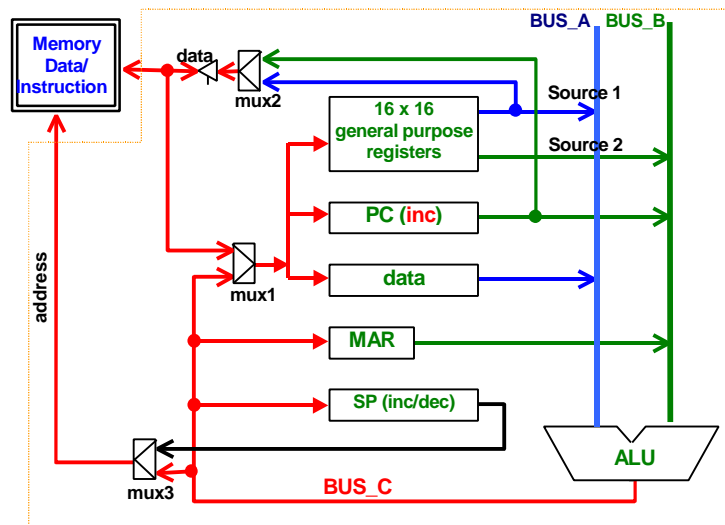 BUS_A BUS_B
Memory
Data/
Instruction
data
mux2
16 x 16
general purpose
registers
Source 1
Source 2
PC (inc)
mux1
data
address
MAR
SP (inc/dec)
ALU
mux3
BUS_C